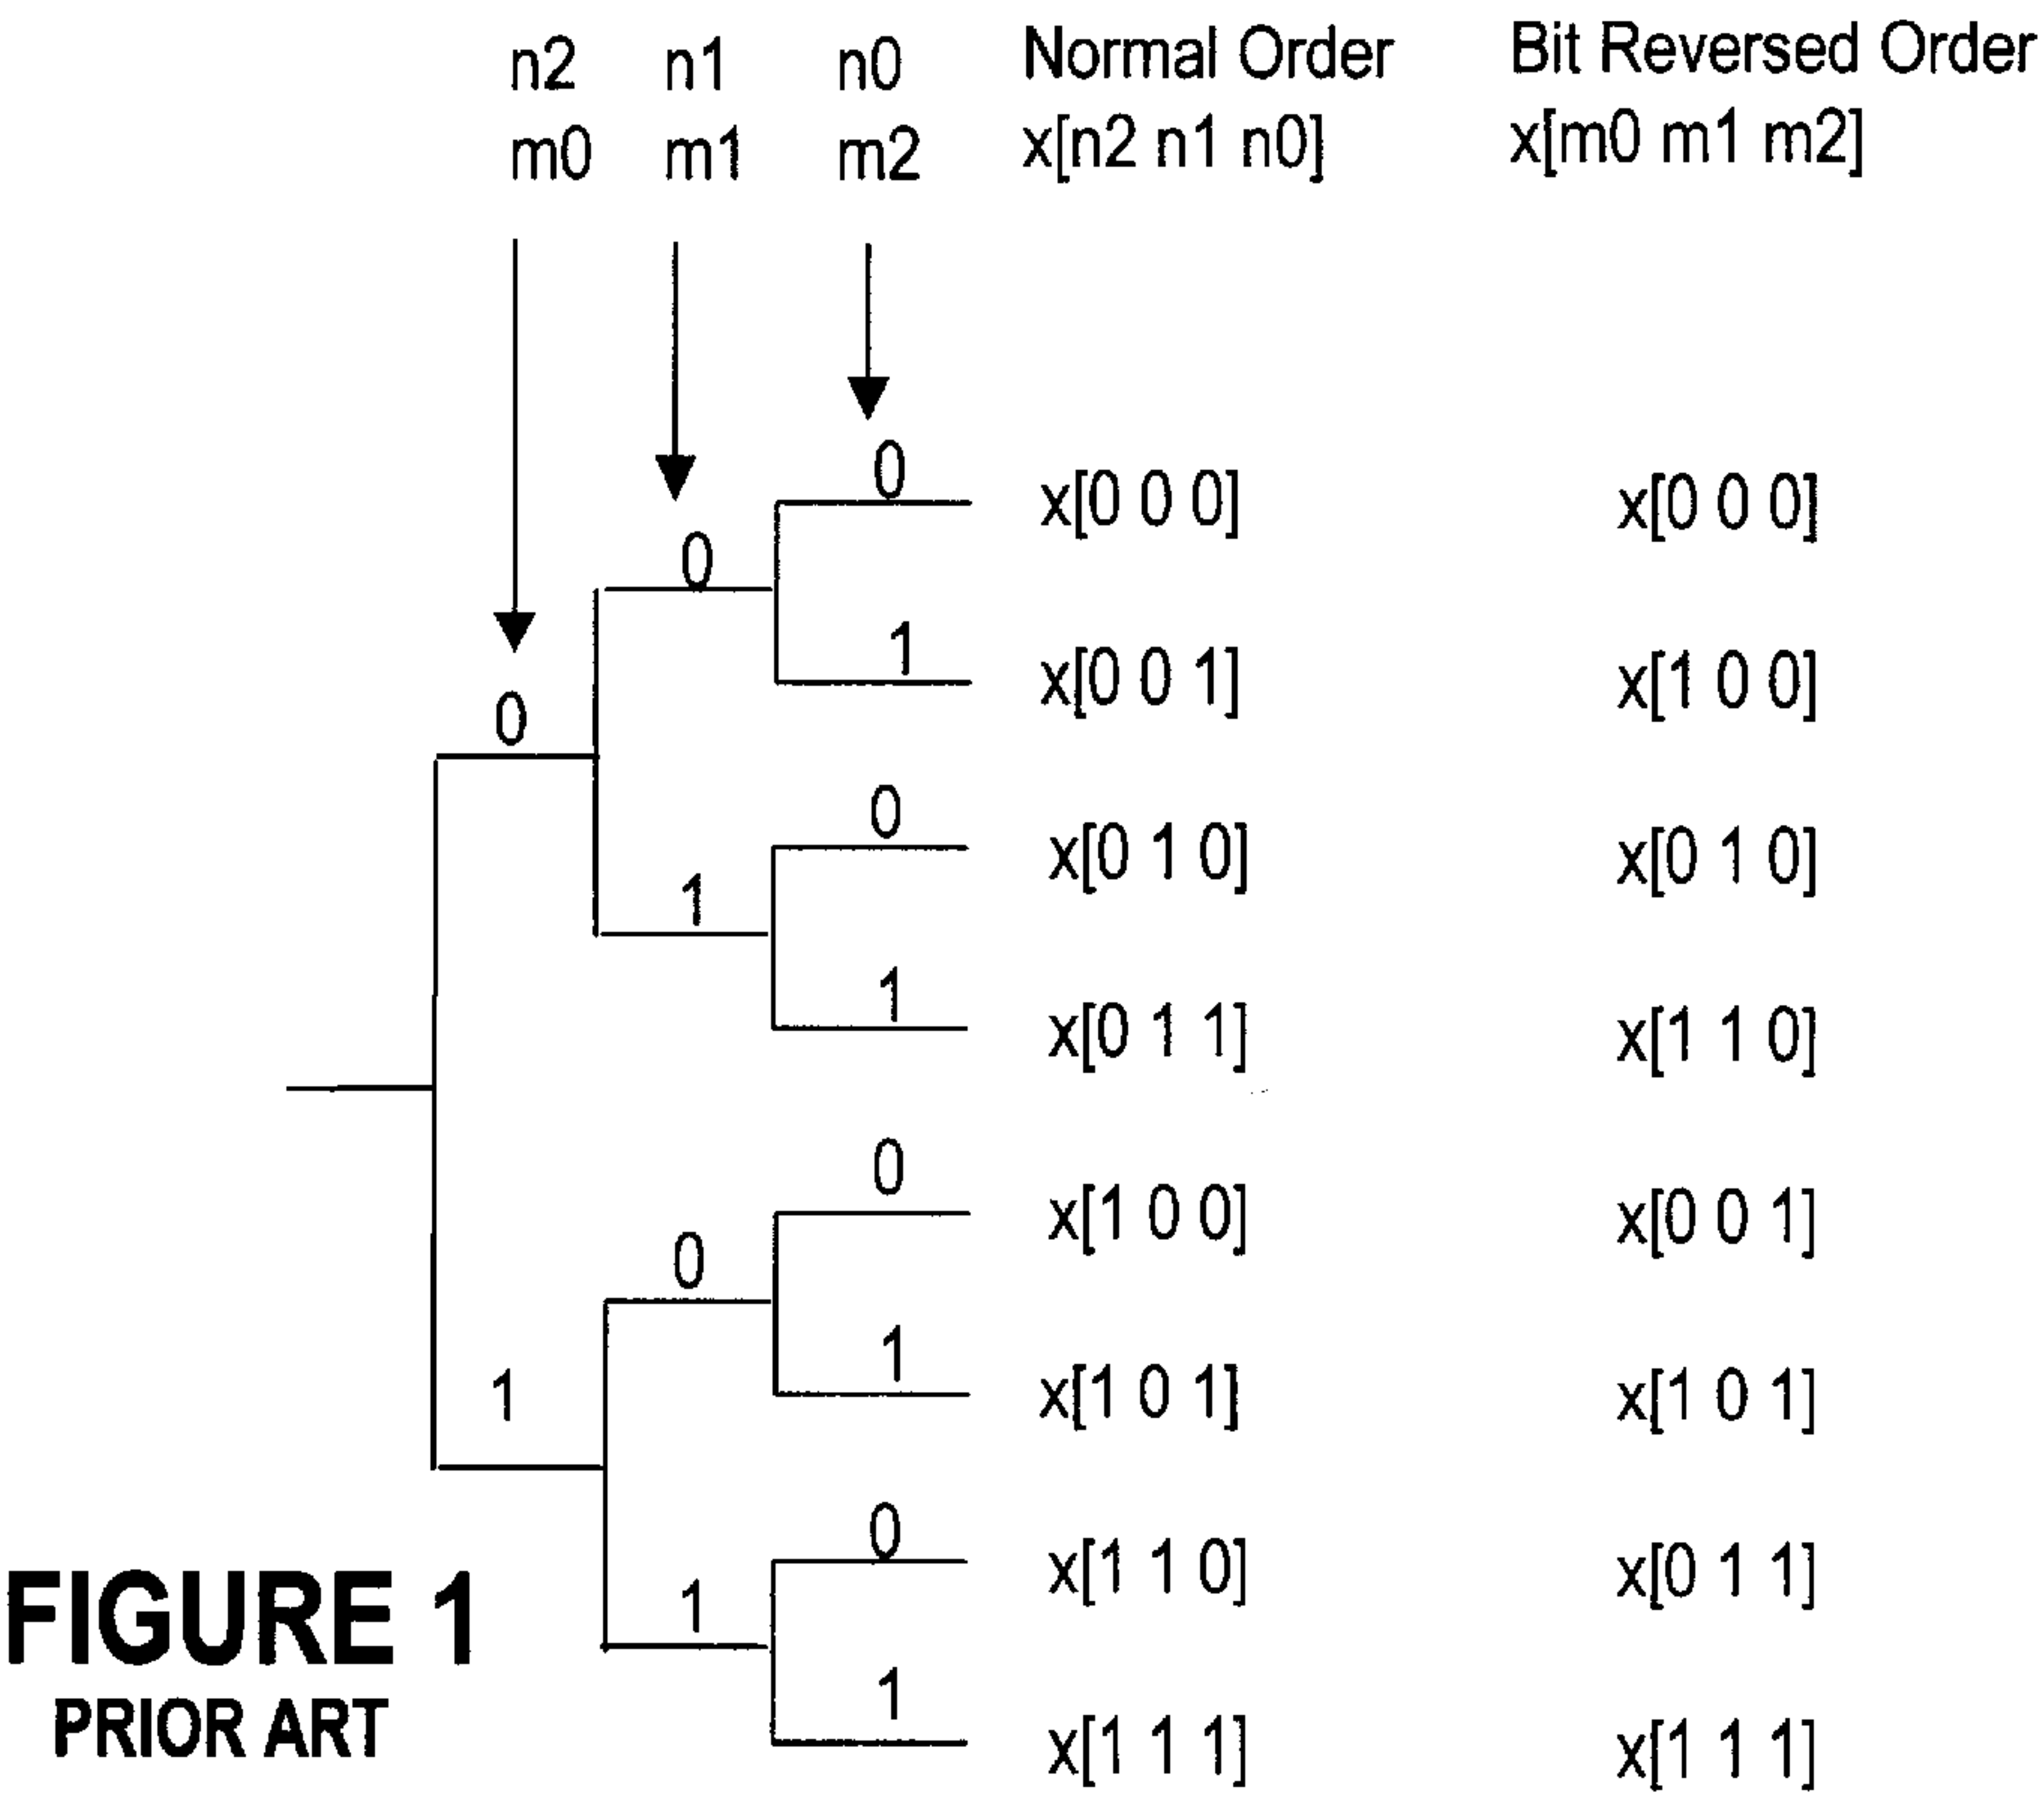 n2 n1 n0 Normal Order Bit Reversed Order
m0 m1 m2 x[n2 n1 n0] x[m0 m1 m2]
0 x[0 0 0] x[0 0 0]
0
1 x[0 0 1] x[1 0 0]
0
0 x[0 1 0] x[0 1 0]
1
1 x[0 1 1] x[1 1 0]
0 x[1 0 0] x[0 0 1]
0
1 x[1 0 1] x[1 0 1]
1
0 x[1 1 0] x[0 1 1]
1
1 x[1 1 1] x[1 1 1]
FIGURE 1
PRIOR ART